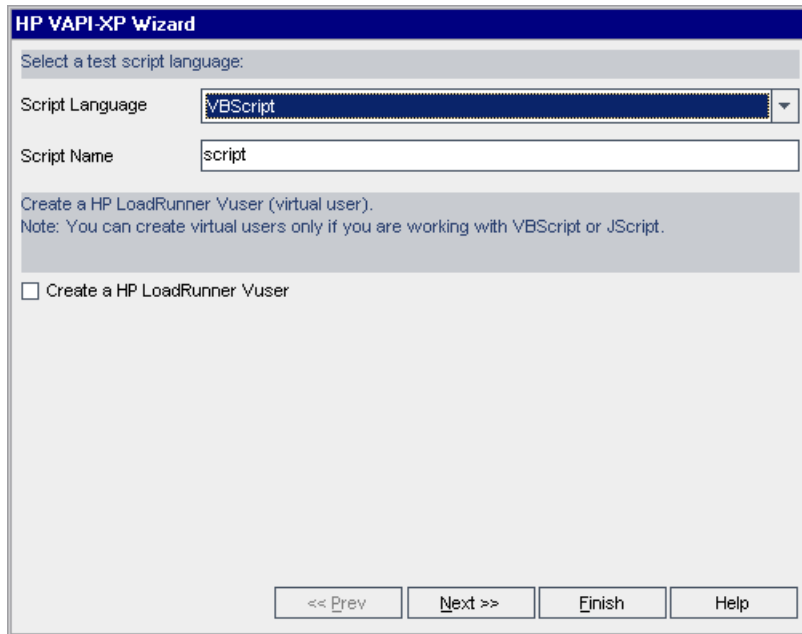 HP VAPI-XP Wizard
Select a test script language:
Script Language
VBScript
Script Name
script
Create a HP LoadRunner Vuser (virtual user).
Note: You can create virtual users only if you are working with VBScript or JScript.
Create a HP LoadRunner Vuser
<< Prev
Next >>
Finish
Help